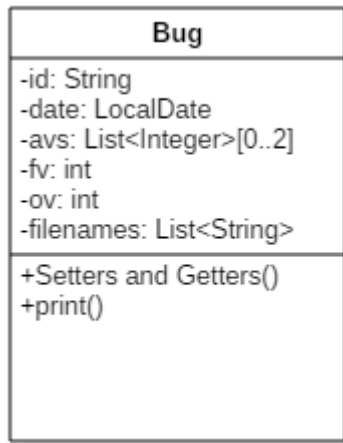 Bug
-id: String
-date: LocalDate
-avs: List<Integer>[0..2]
-fv: int
-ov: int
-filenames: List<String>
+Setters and Getters()
+print()